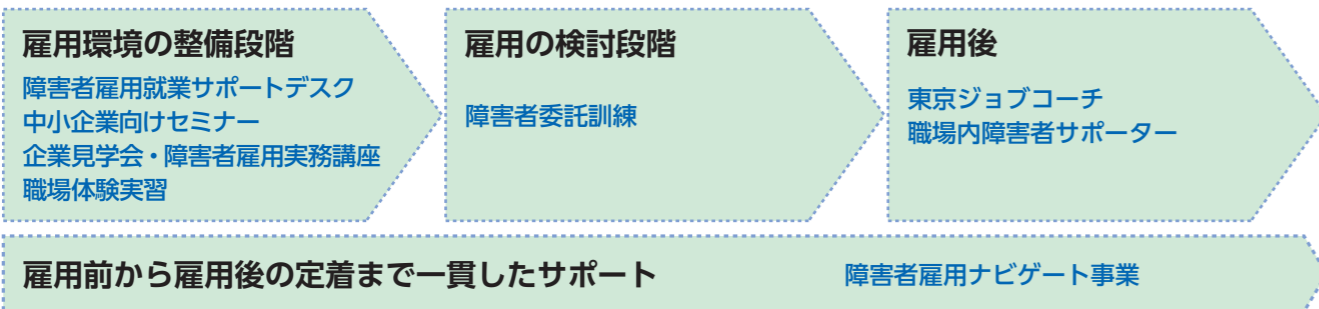 雇用環境の整備段階
障害者雇用就業サポートデスク
中小企業向けセミナー
企業見学会・障害者雇用実務講座
職場体験実習
雇用の検討段階
障害者委託訓練
雇用後
東京ジョブコーチ
職場内障害者サポーター
雇用前から雇用後の定着まで一貫したサポート
障害者雇用ナビゲート事業